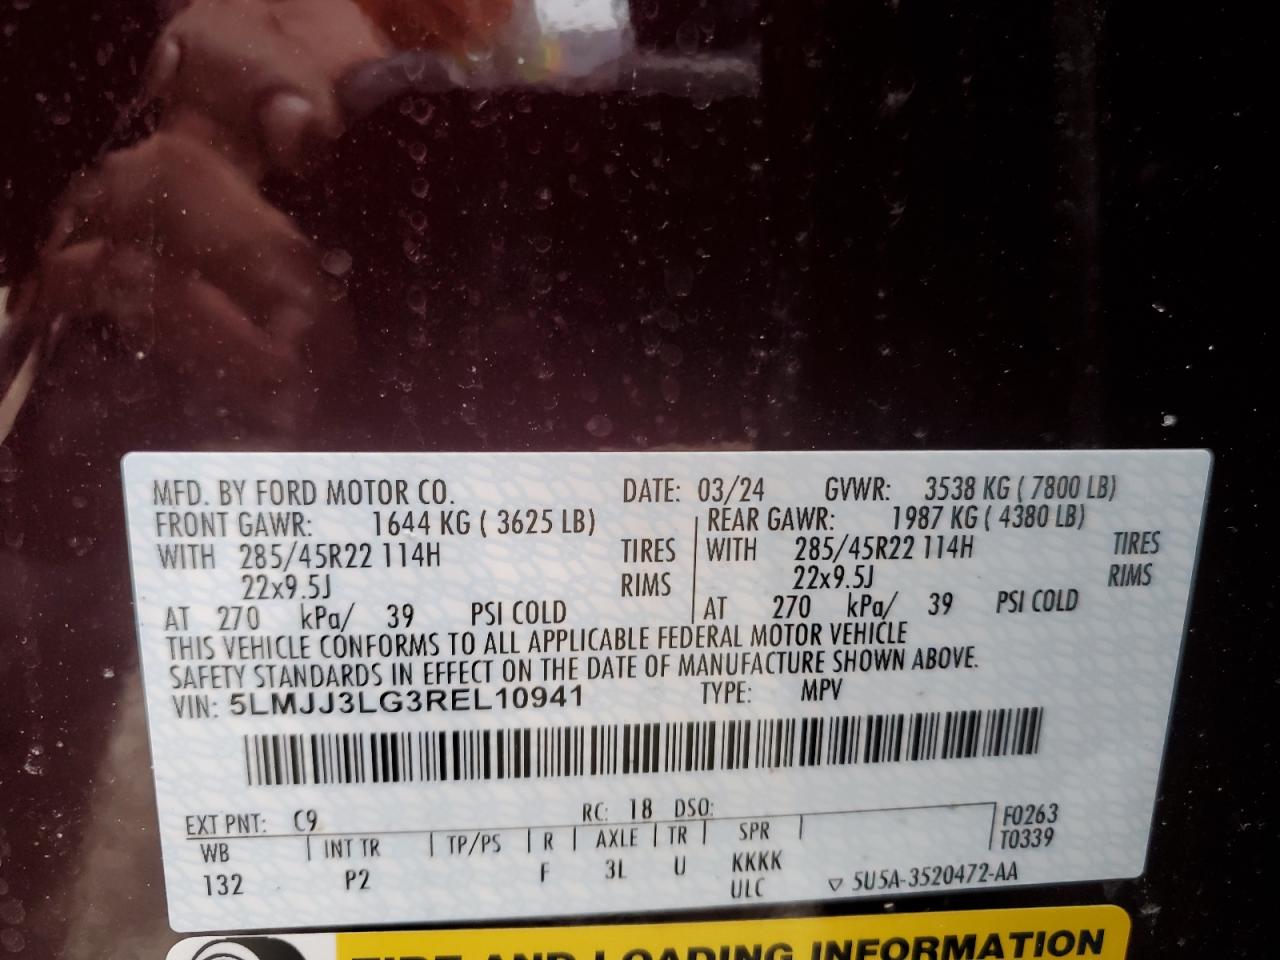 MFD. BY FORD MOTOR CO. DATE: 03/24 GVWR: 3538 KG ( 7800 LB)
FRONT GAWR: 1644 KG ( 3625 LB) REAR GAWR: 1987 KG ( 4380 LB)
WITH 285/45R22 114H TIRES WITH 285/45R22 114H TIRES
22x9.5J RIMS 22x9.5J RIMS
AT 270 kPa/ 39 PSI COLD AT 270 kPa/ 39 PSI COLD
THIS VEHICLE CONFORMS TO ALL APPLICABLE FEDERAL MOTOR VEHICLE
SAFETY STANDARDS IN EFFECT ON THE DATE OF MANUFACTURE SHOWN ABOVE.
VIN: 5LMJJ3LG3REL10941 TYPE: MPV
EXT PNT: C9 RC: 18 DSO: F0263
WB INT TR TP/PS R AXLE TR SPR T0339
132 P2 F 3L U KKKK
ULC 5U5A-3520472-AA
TIRE AND LOADING INFORMATION